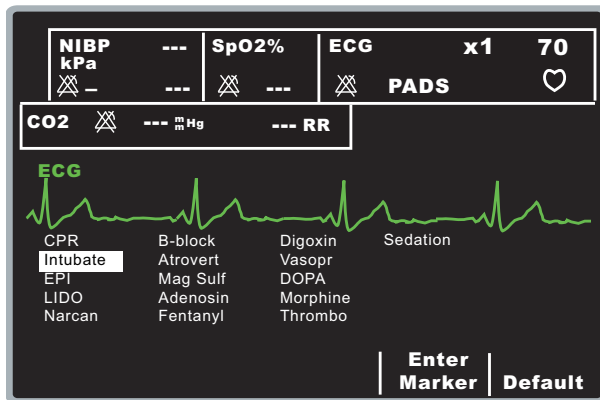 NIBP --- SpO2% ECG x1 70
kPa
– --- --- PADS
CO2 --- mmHg --- RR
ECG
CPR B-block Digoxin Sedation
Intubate Atrovert Vasopr
EPI Mag Sulf DOPA
LIDO Adenosin Morphine
Narcan Fentanyl Thrombo
Enter
Marker Default